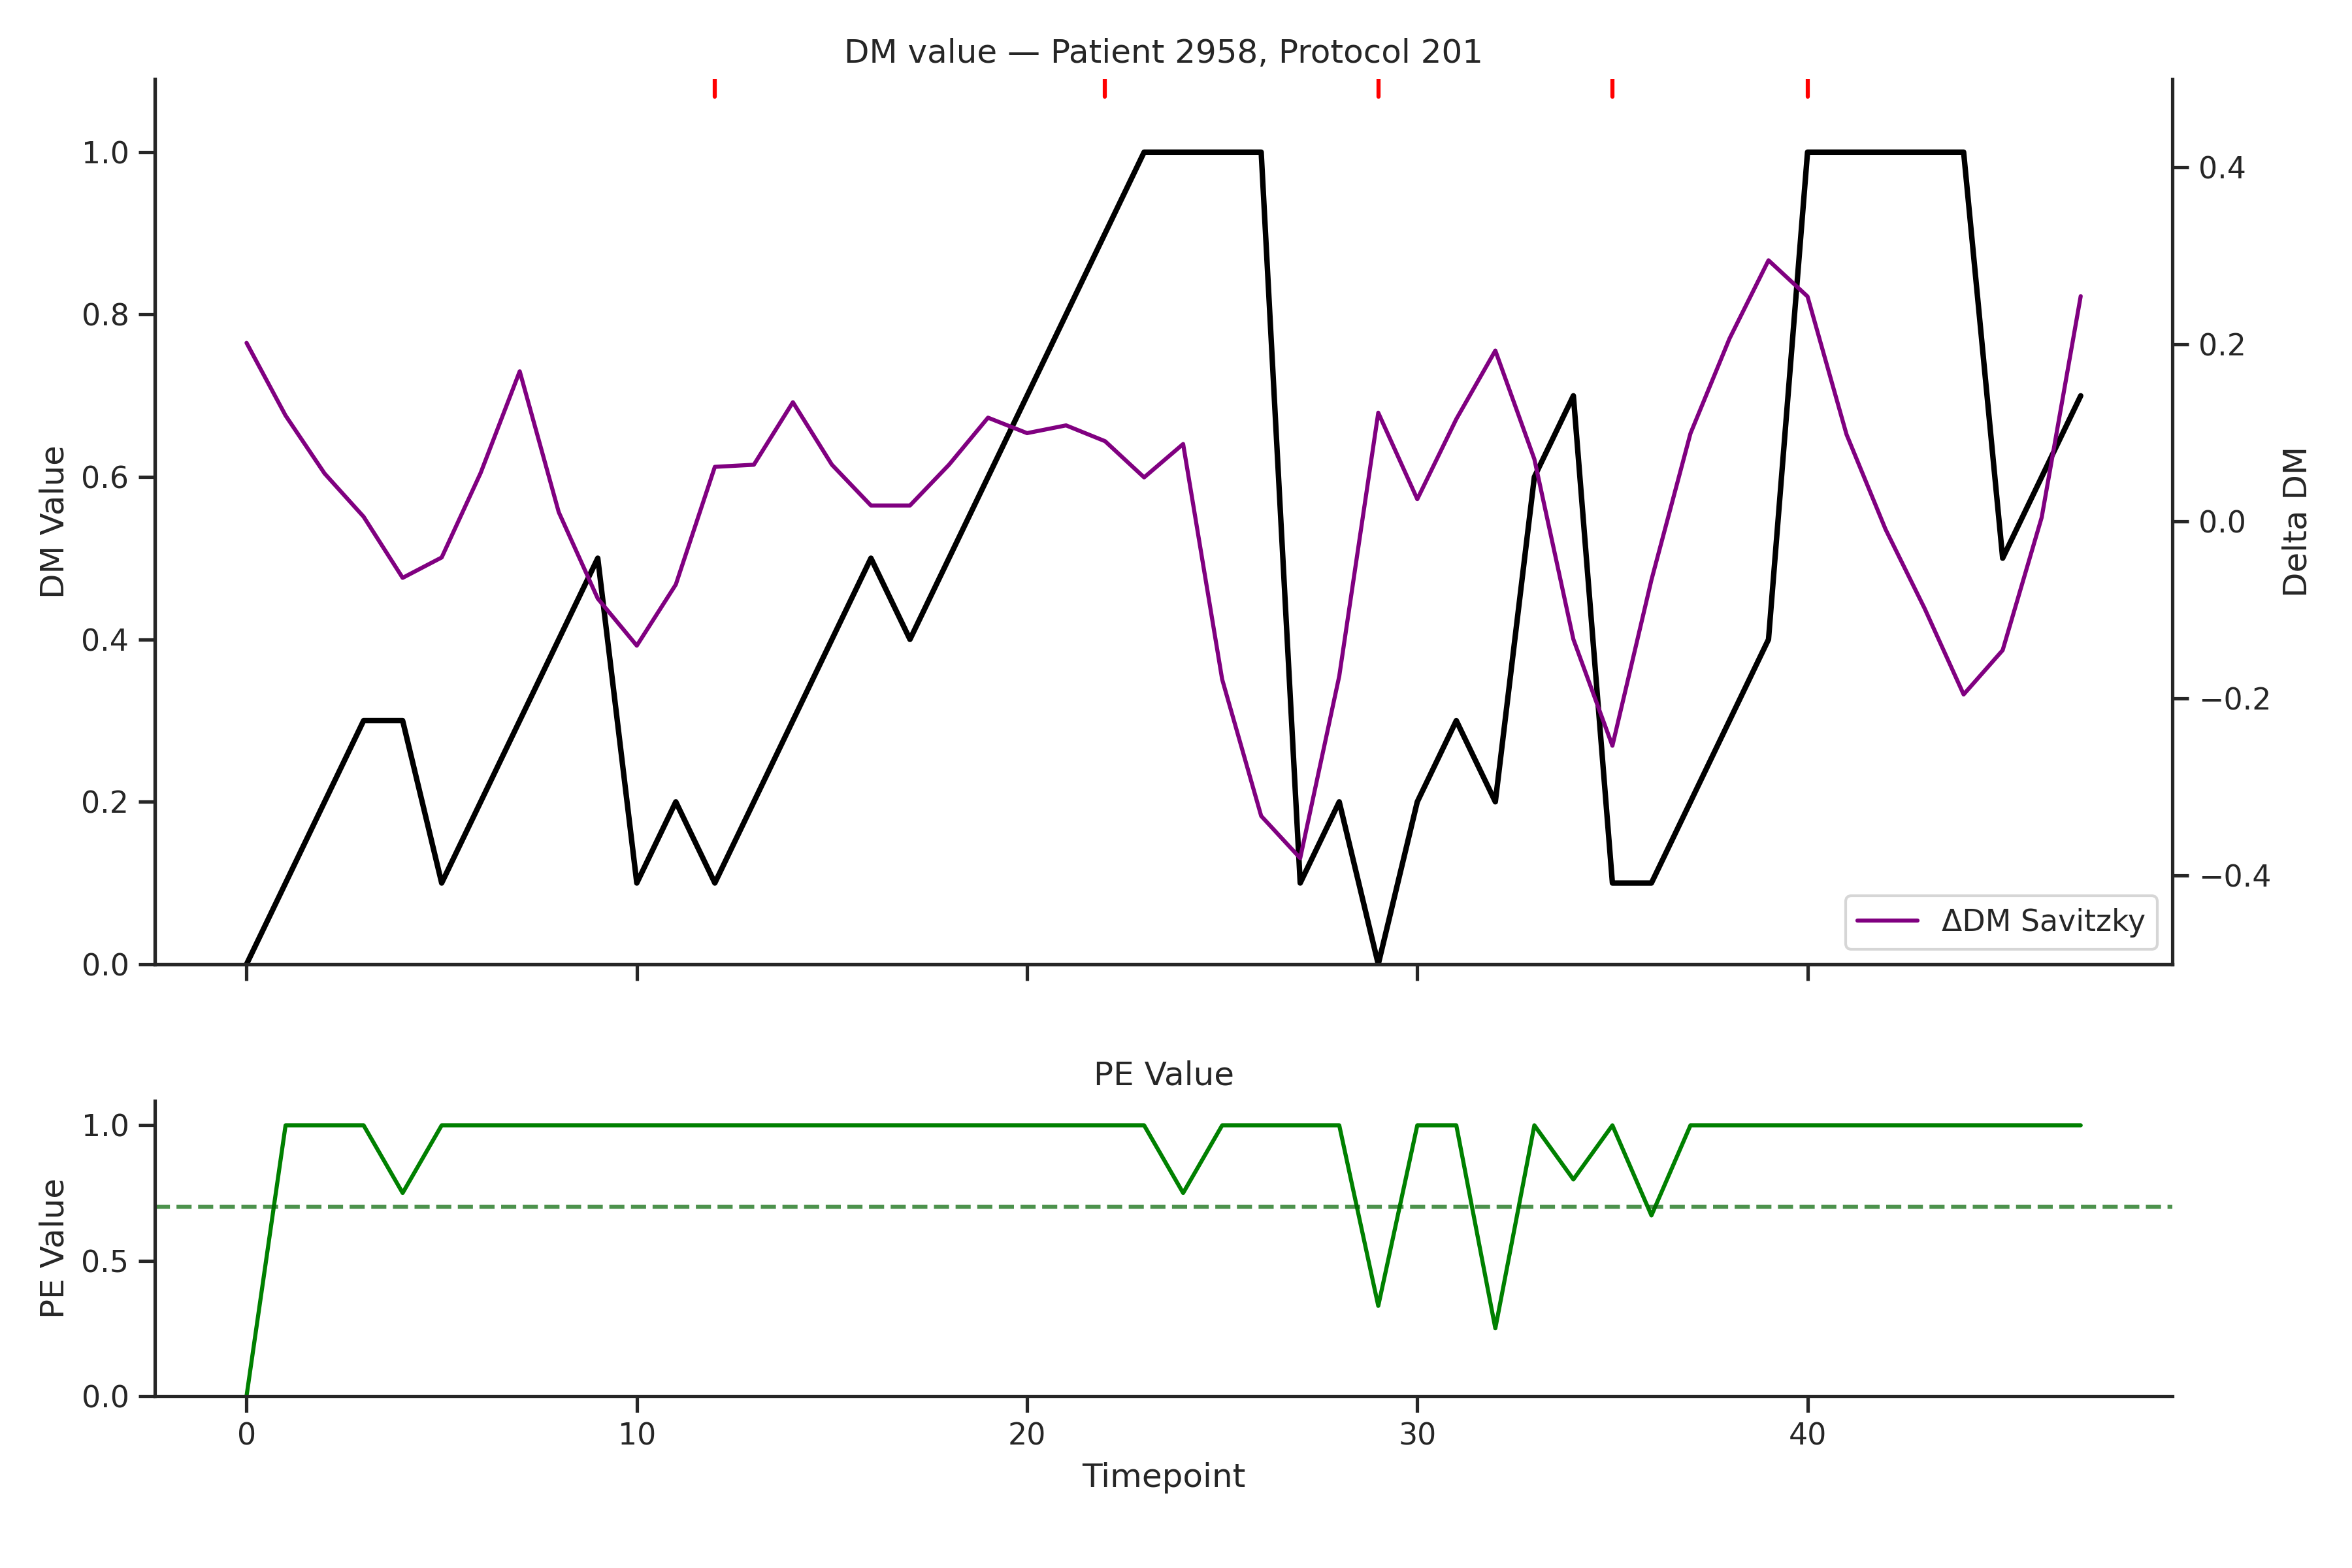 DM value — Patient 2958, Protocol 201
DM Value
1.0
0.8
0.6
0.4
0.2
0.0
Delta DM
0.4
0.2
0.0
−0.2
−0.4
ΔDM Savitzky
PE Value
PE Value
1.0
0.5
0.0
0 10 20 30 40
Timepoint